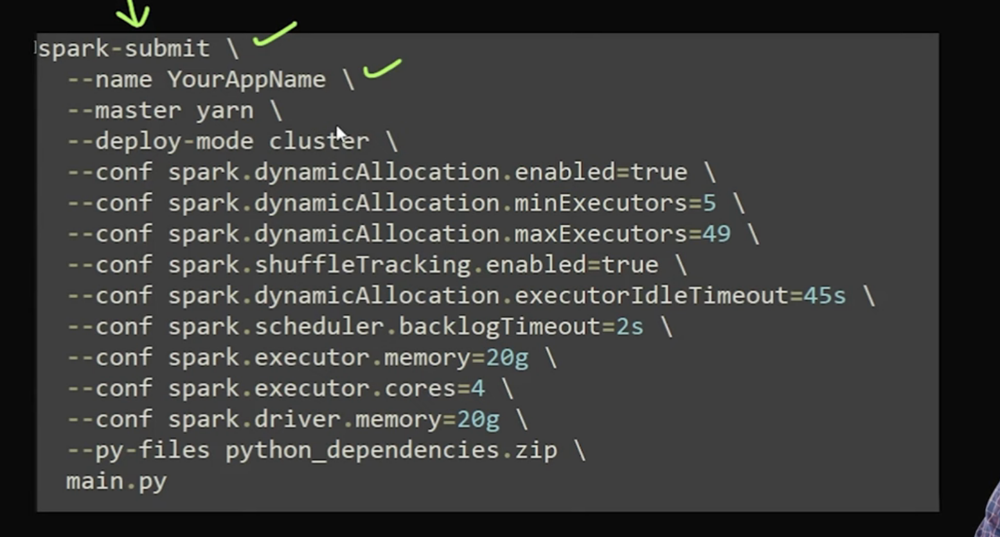 spark-submit \
--name YourAppName \
--master yarn \
--deploy-mode cluster \
--conf spark.dynamicAllocation.enabled=true \
--conf spark.dynamicAllocation.minExecutors=5 \
--conf spark.dynamicAllocation.maxExecutors=49 \
--conf spark.shuffleTracking.enabled=true \
--conf spark.dynamicAllocation.executorIdleTimeout=45s \
--conf spark.scheduler.backlogTimeout=2s \
--conf spark.executor.memory=20g \
--conf spark.executor.cores=4 \
--conf spark.driver.memory=20g \
--py-files python_dependencies.zip \
main.py